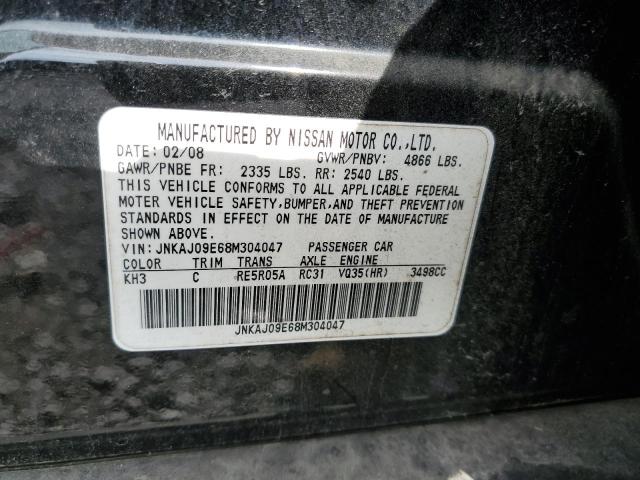 MANUFACTURED BY NISSAN MOTOR CO.,LTD.
DATE: 02/08 GVWR/PNBV: 4866 LBS.
GAWR/PNBE FR: 2335 LBS. RR: 2540 LBS.
THIS VEHICLE CONFORMS TO ALL APPLICABLE FEDERAL
MOTOR VEHICLE SAFETY,BUMPER,AND THEFT PREVENTION
STANDARDS IN EFFECT ON THE DATE OF MANUFACTURE
SHOWN ABOVE.
VIN: JNKAJ09E68M304047 PASSENGER CAR
COLOR TRIM TRANS AXLE ENGINE
KH3 C RE5R05A RC31 VQ35(HR) 3498CC
JNKAJ09E68M304047